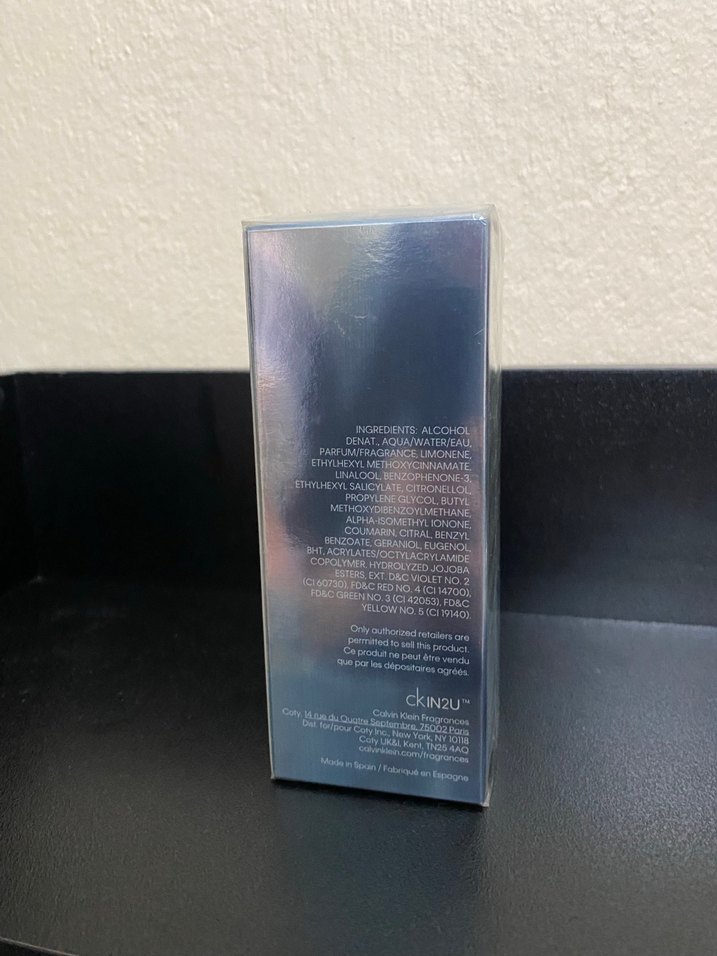 INGREDIENTS: ALCOHOL
DENAT., AQUA/WATER/EAU,
PARFUM/FRAGRANCE, LIMONENE,
ETHYLHEXYL METHOXYCINNAMATE,
LINALOOL, BENZOPHENONE-3,
ETHYLHEXYL SALICYLATE, CITRONELLOL,
PROPYLENE GLYCOL, BUTYL
METHOXYDIBENZOYLMETHANE,
ALPHA-ISOMETHYL IONONE,
COUMARIN, CITRAL, BENZYL
BENZOATE, GERANIOL, EUGENOL,
BHT, ACRYLATES/OCTYLACRYLAMIDE
COPOLYMER, HYDROLYZED JOJOBA
ESTERS, EXT. D&C VIOLET NO. 2
(CI 60730), FD&C RED NO. 4 (CI 14700),
FD&C GREEN NO. 3 (CI 42053), FD&C
YELLOW NO. 5 (CI 19140).
Only authorized retailers are
permitted to sell this product.
Ce produit ne peut être vendu
que par les dépositaires agréés.
ckIN2U™
Calvin Klein Fragrances
Coty, 14 rue du Quatre Septembre, 75002 Paris
Dist. for/pour Coty Inc., New York, NY 10118
Coty UK&I, Kent, TN25 4AQ
calvinklein.com/fragrances
Made in Spain / Fabriqué en Espagne